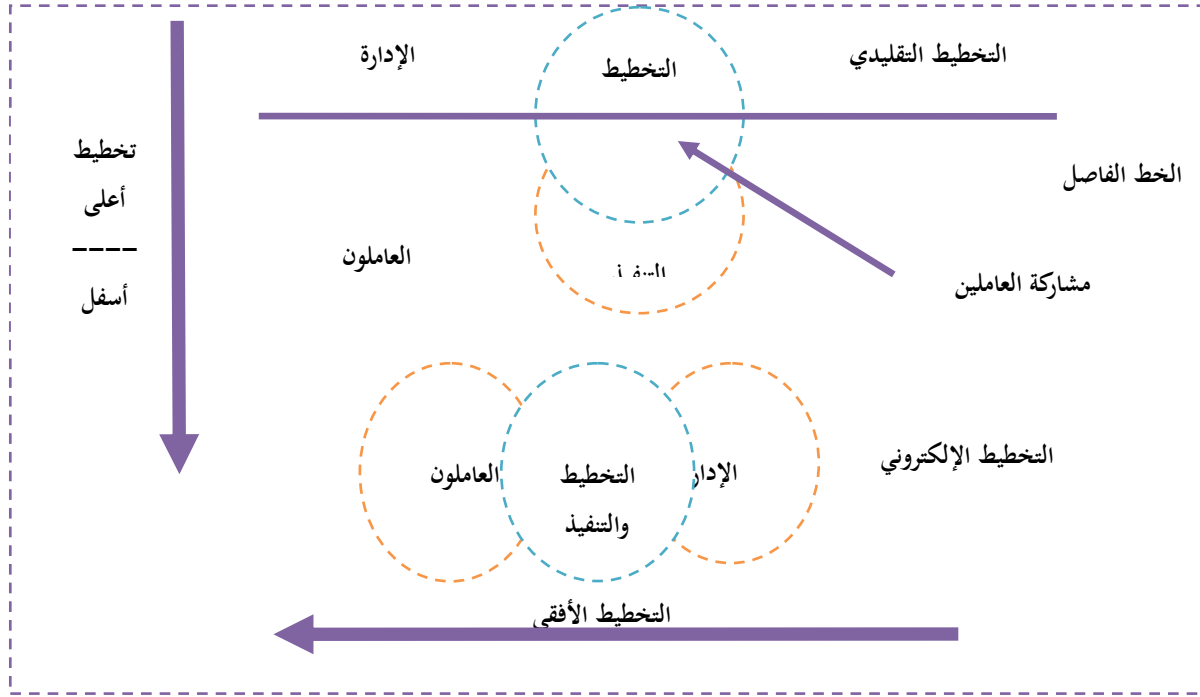 التخطيط التقليدي
التخطيط
الإدارة
الخط الفاصل
تخطيط
أعلى
----
أسفل
العاملون
مشاركة العاملين
التخطيط الإلكتروني
الإدار
التخطيط
والتنفيذ
العاملون
التخطيط الأفقي